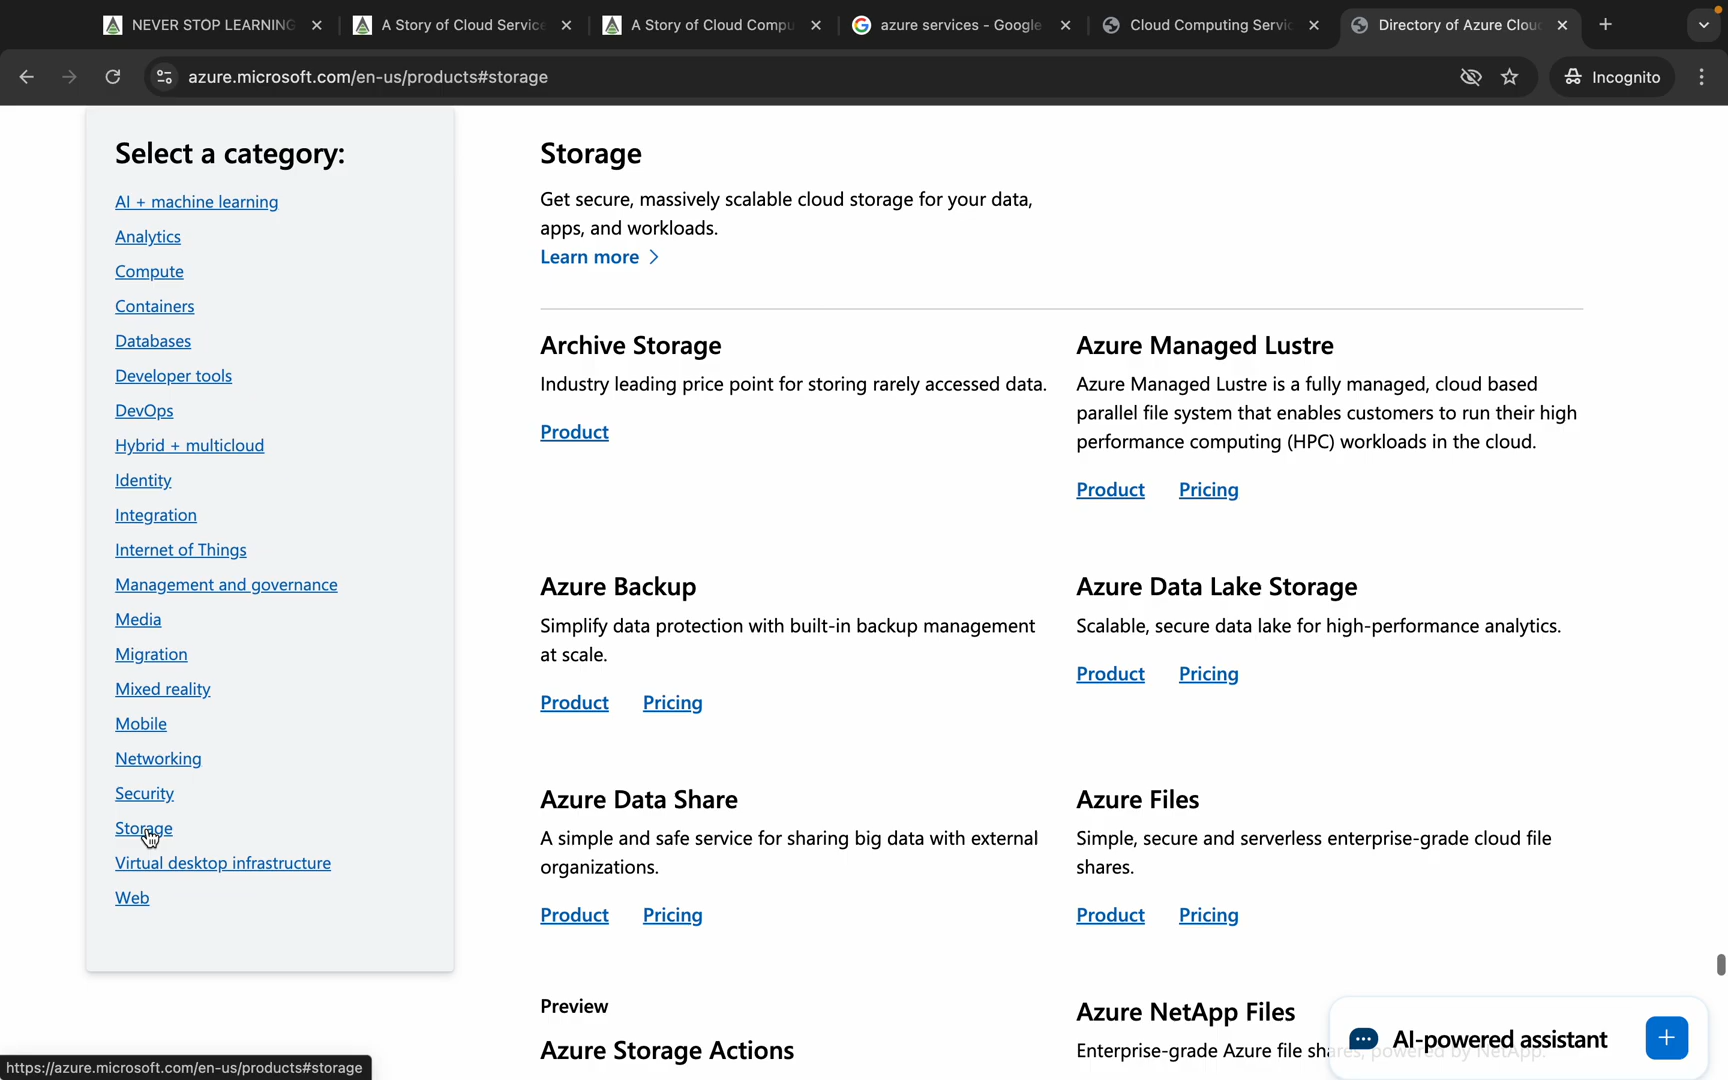 NEVER STOP LEARNING
A Story of Cloud Service
A Story of Cloud Compu
azure services - Google
Cloud Computing Servic
Directory of Azure Clou
azure.microsoft.com/en-us/products#storage
Incognito
Select a category:
AI + machine learning
Analytics
Compute
Containers
Databases
Developer tools
DevOps
Hybrid + multicloud
Identity
Integration
Internet of Things
Management and governance
Media
Migration
Mixed reality
Mobile
Networking
Security
Storage
Virtual desktop infrastructure
Web
Storage
Get secure, massively scalable cloud storage for your data,
apps, and workloads.
Learn more
Archive Storage
Industry leading price point for storing rarely accessed data.
Product
Azure Managed Lustre
Azure Managed Lustre is a fully managed, cloud based
parallel file system that enables customers to run their high
performance computing (HPC) workloads in the cloud.
Product Pricing
Azure Backup
Simplify data protection with built-in backup management
at scale.
Product Pricing
Azure Data Lake Storage
Scalable, secure data lake for high-performance analytics.
Product Pricing
Azure Data Share
A simple and safe service for sharing big data with external
organizations.
Product Pricing
Azure Files
Simple, secure and serverless enterprise-grade cloud file
shares.
Product Pricing
Preview
Azure Storage Actions
Azure NetApp Files
Enterprise-grade Azure file shares, powered by NetApp.
AI-powered assistant
https://azure.microsoft.com/en-us/products#storage